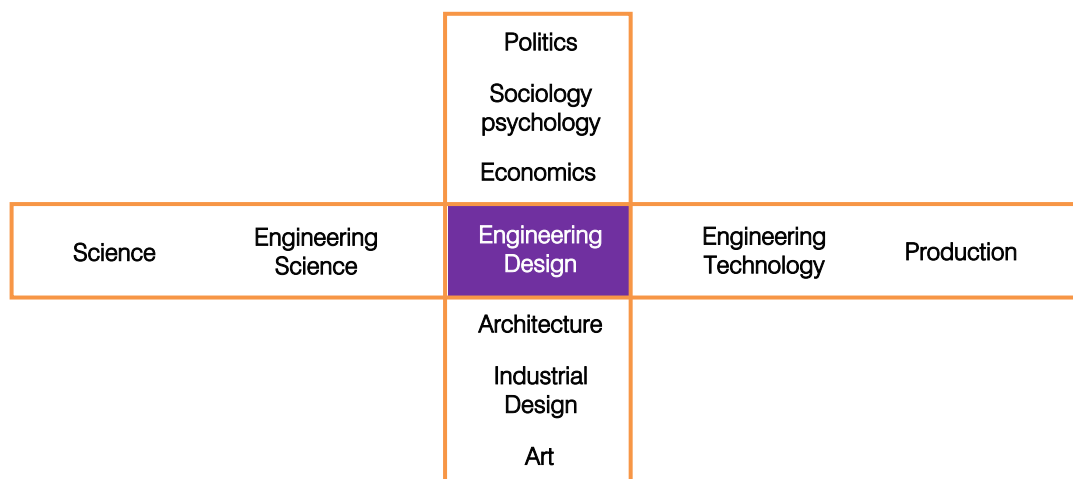 Politics
Sociology
psychology
Economics
Science
Engineering
Science
Engineering
Design
Engineering
Technology
Production
Architecture
Industrial
Design
Art